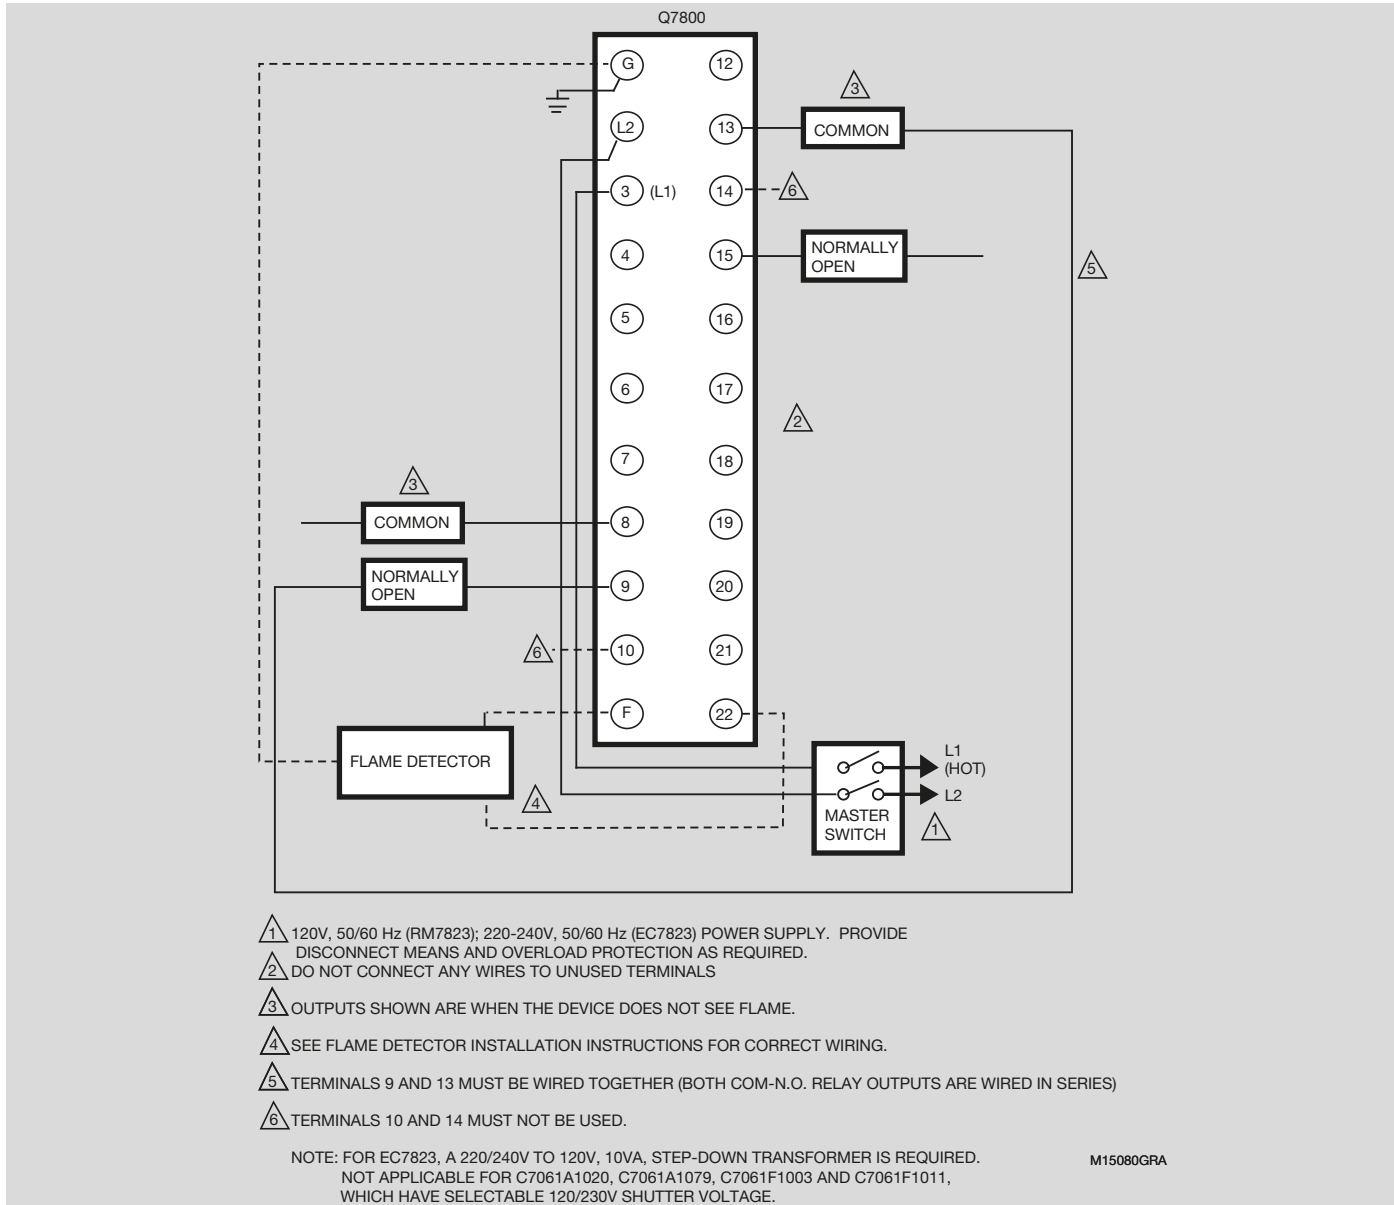 Q7800
G
12
3
L2
13
COMMON
3
(L1)
14
6
4
15
NORMALLY
OPEN
5
5
16
6
17
2
7
18
3
COMMON
8
19
NORMALLY
OPEN
9
20
6
10
21
F
22
FLAME DETECTOR
4
L1
(HOT)
L2
MASTER
SWITCH
1
1 120V, 50/60 Hz (RM7823); 220-240V, 50/60 Hz (EC7823) POWER SUPPLY. PROVIDE
DISCONNECT MEANS AND OVERLOAD PROTECTION AS REQUIRED.
2 DO NOT CONNECT ANY WIRES TO UNUSED TERMINALS
3 OUTPUTS SHOWN ARE WHEN THE DEVICE DOES NOT SEE FLAME.
4 SEE FLAME DETECTOR INSTALLATION INSTRUCTIONS FOR CORRECT WIRING.
5 TERMINALS 9 AND 13 MUST BE WIRED TOGETHER (BOTH COM-N.O. RELAY OUTPUTS ARE WIRED IN SERIES)
6 TERMINALS 10 AND 14 MUST NOT BE USED.
NOTE: FOR EC7823, A 220/240V TO 120V, 10VA, STEP-DOWN TRANSFORMER IS REQUIRED.
NOT APPLICABLE FOR C7061A1020, C7061A1079, C7061F1003 AND C7061F1011,
WHICH HAVE SELECTABLE 120/230V SHUTTER VOLTAGE.
M15080GRA